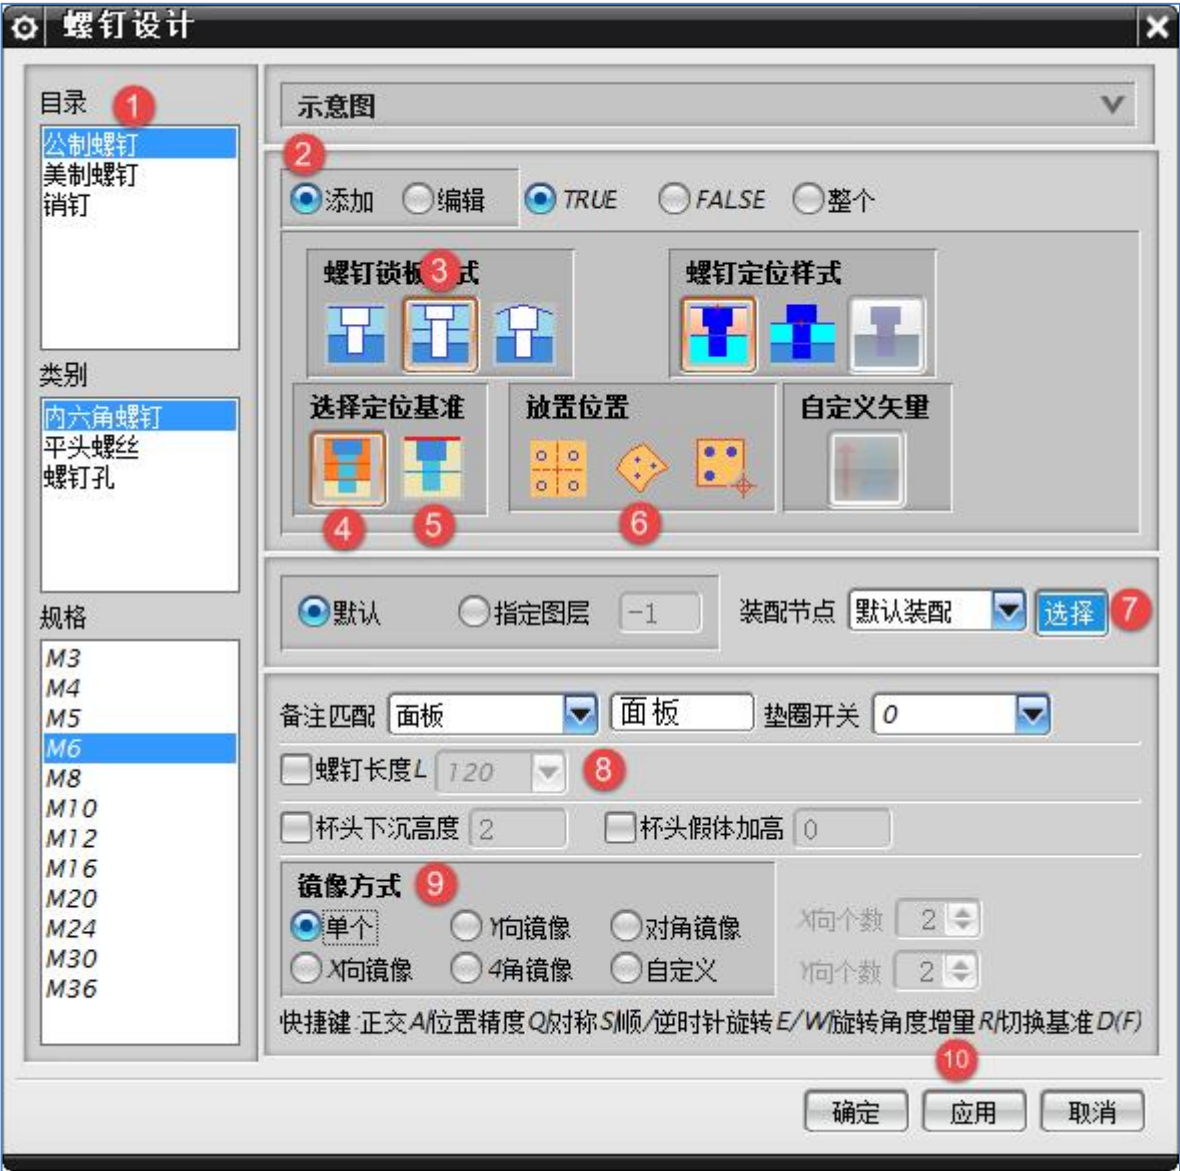 螺钉设计
目录 1
公制螺钉
美制螺钉
销钉
类别
内六角螺钉
平头螺丝
螺钉孔
规格
M3
M4
M5
M6
M8
M10
M12
M16
M20
M24
M30
M36
示意图
2
添加 编辑 TRUE FALSE 整个
螺钉锁板 3 式 螺钉定位样式
选择定位基准 放置位置 自定义矢量
4 5 6
默认 指定图层 -1 装配节点 默认装配 选择 7
备注匹配 面板 面板 垫圈开关 0
螺钉长度L 120 8
杯头下沉高度 2 杯头假体加高 0
镜像方式 9
单个 Y向镜像 对角镜像 X向个数 2
X向镜像 4角镜像 自定义 Y向个数 2
快捷键:正交A/位置精度Q/对称S/顺/逆时针旋转E/W/旋转角度增量R/切换基准D(F)
10
确定 应用 取消